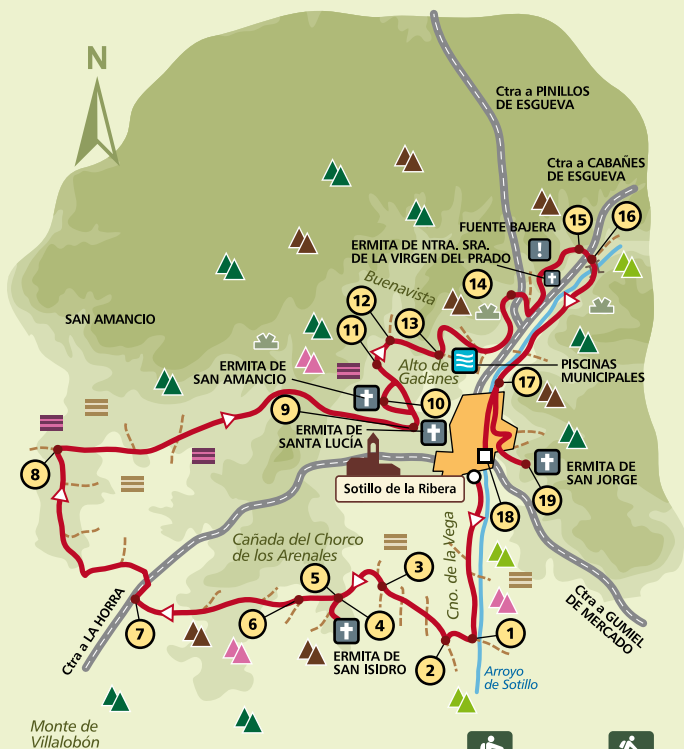 N
Ctra a PINILLOS
DE ESGUEVA
Ctra a CABAÑES
DE ESGUEVA
FUENTE BAJERA
15
16
ERMITA DE NTRA. SRA.
DE LA VIRGEN DEL PRADO
!
14
Buenavista
12
13
11
SAN AMANCIO
Alto de
Gadanes
PISCINAS
MUNICIPALES
ERMITA DE
SAN AMANCIO
17
9
10
ERMITA DE
SANTA LUCÍA
8
ERMITA DE
SAN JORGE
Sotillo de la Ribera
19
18
Cañada del Chorco
de los Arenales
Cno. de la Vega
5
3
6
4
7
1
2
Ctra a LA HORRA
ERMITA DE
SAN ISIDRO
Ctra a GUMIEL
DE MERCADO
Arroyo
de Sotillo
Monte de
Villalobón